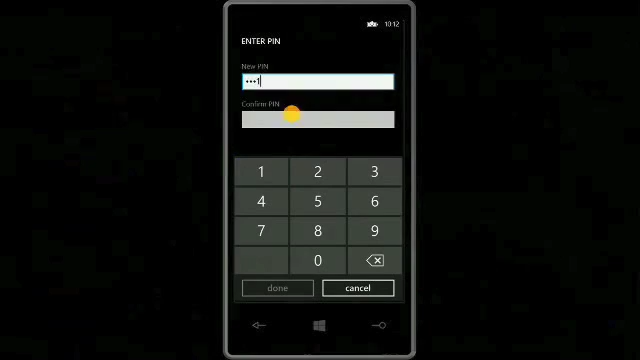 10:12
ENTER PIN
New PIN
•••1
Confirm PIN
1 2 3
4 5 6
7 8 9
0
done cancel